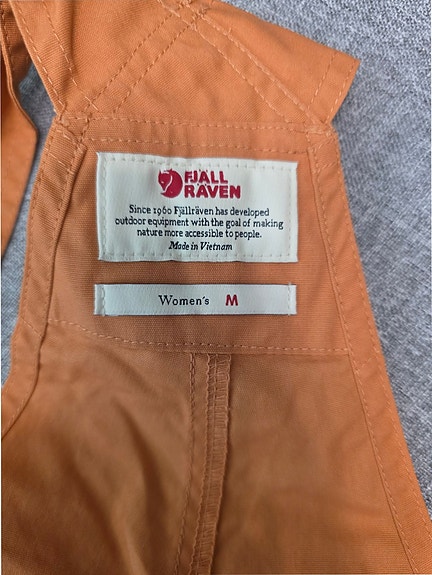 FJÄLL
RÄVEN
Since 1960 Fjällräven has developed
outdoor equipment with the goal of making
nature more accessible to people.
Made in Vietnam
Women's M